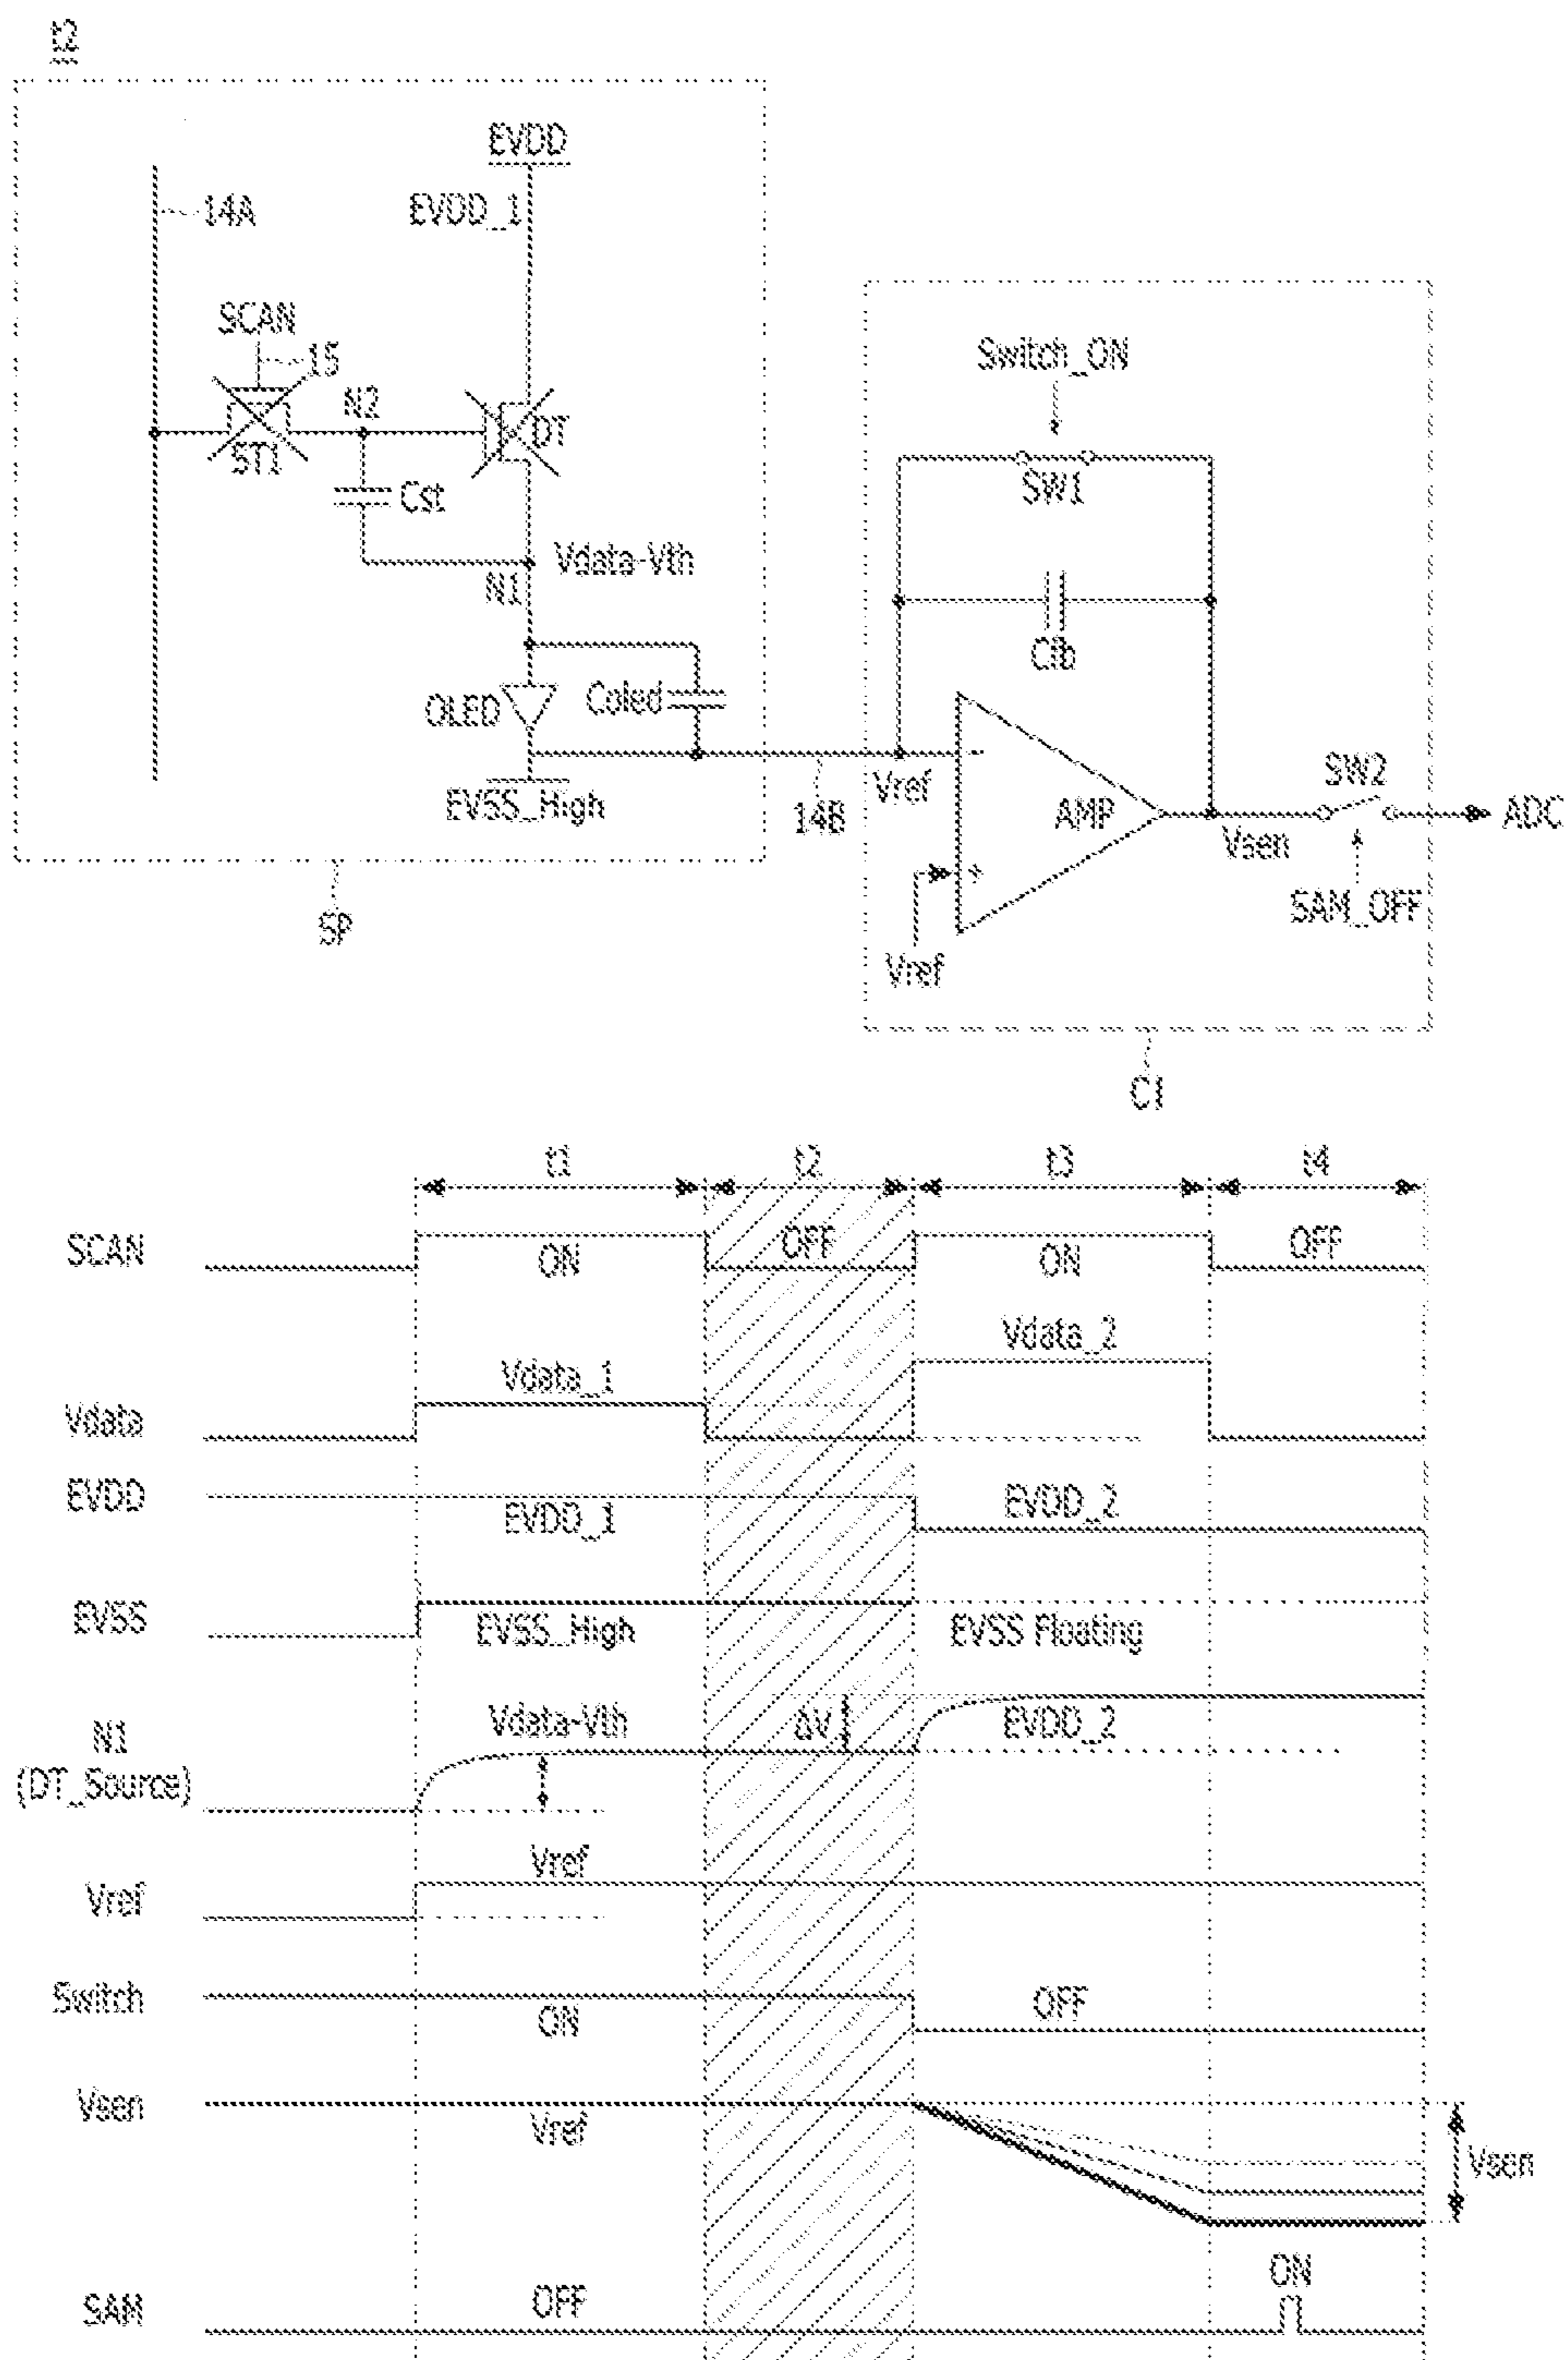 t2
EVDD
14A
EVDD_1
SCAN
15
N2
ST1
DT
Cst
N1
Vdata-Vth
OLED
Coled
EVSS_High
SP
14B
Switch_ON
SW1
Cfb
Vref
-
AMP
+
Vref
Vsen
SW2
SAM_OFF
ADC
CI
t1 t2 t3 t4
SCAN ON OFF ON OFF
Vdata Vdata_1 Vdata_2
EVDD EVDD_1 EVDD_2
EVSS EVSS_High EVSS Floating
N1
(DT_Source)
Vdata-Vth ΔV EVDD_2
Vref Vref
Switch ON OFF
Vsen Vref Vsen
SAM OFF ON